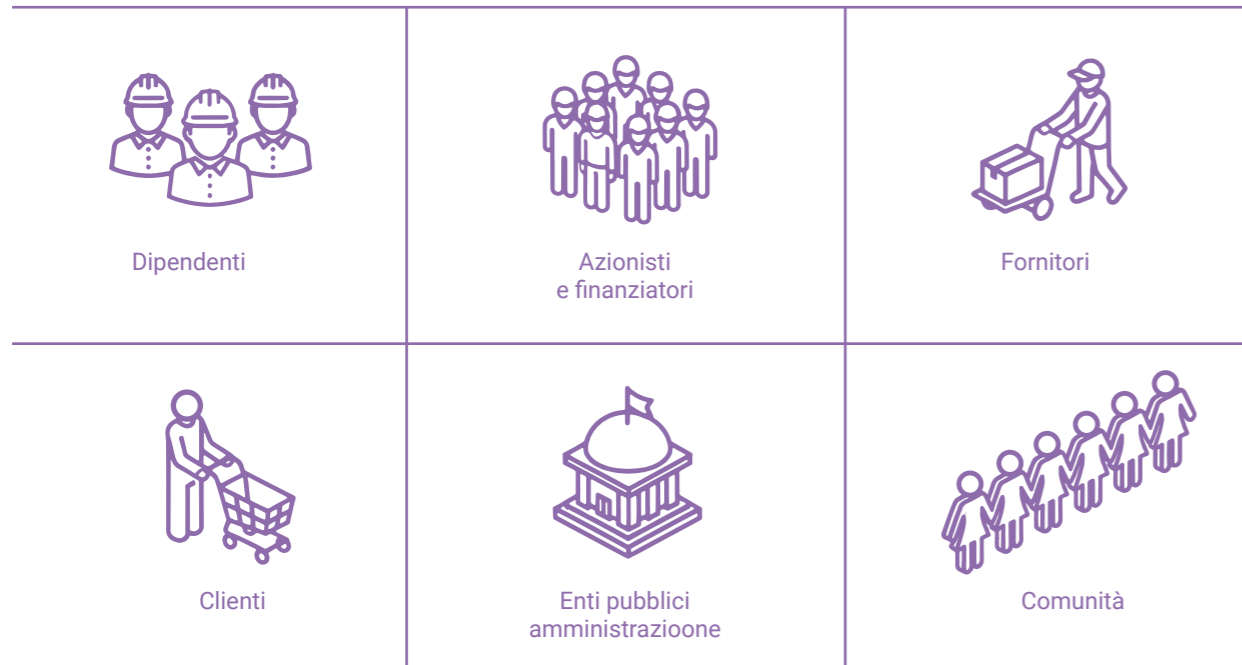 Dipendenti
Azionisti
e finanziatori
Fornitori
Clienti
Enti pubblici
amministrazioone
Comunità